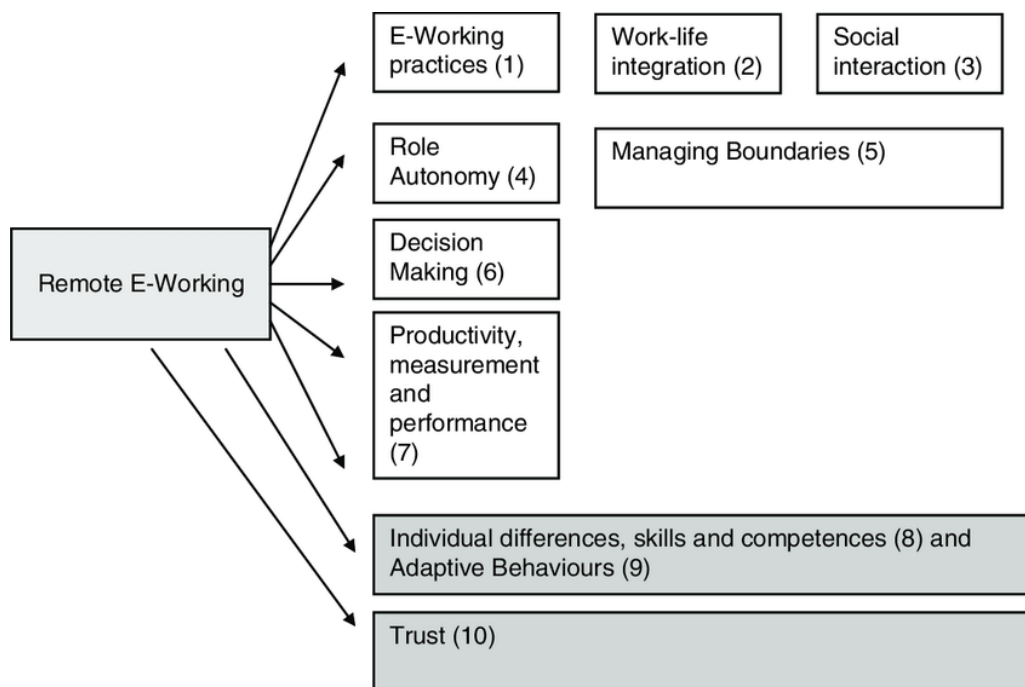 E-Working
practices (1)
Work-life
integration (2)
Social
interaction (3)
Role
Autonomy (4)
Managing Boundaries (5)
Remote E-Working
Decision
Making (6)
Productivity,
measurement
and
performance
(7)
Individual differences, skills and competences (8) and
Adaptive Behaviours (9)
Trust (10)